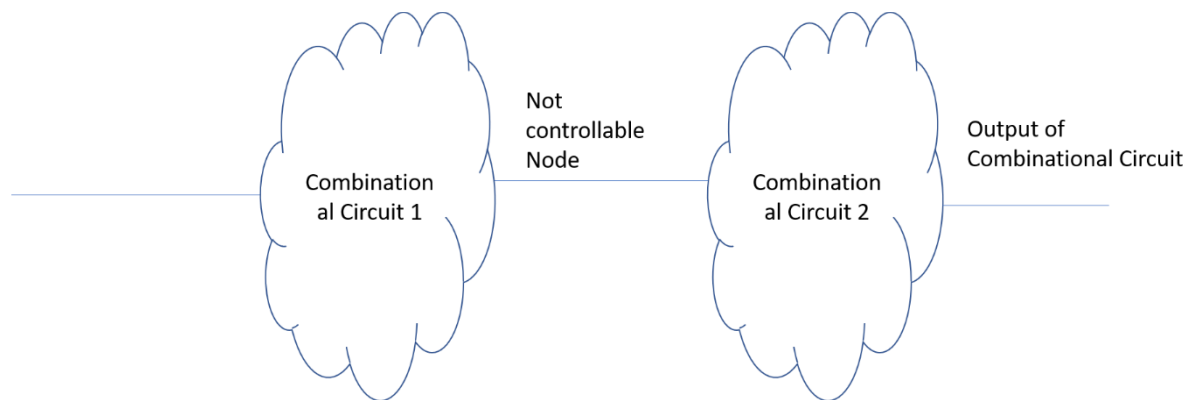 Combination
al Circuit 1
Not
controllable
Node
Combination
al Circuit 2
Output of
Combinational Circuit